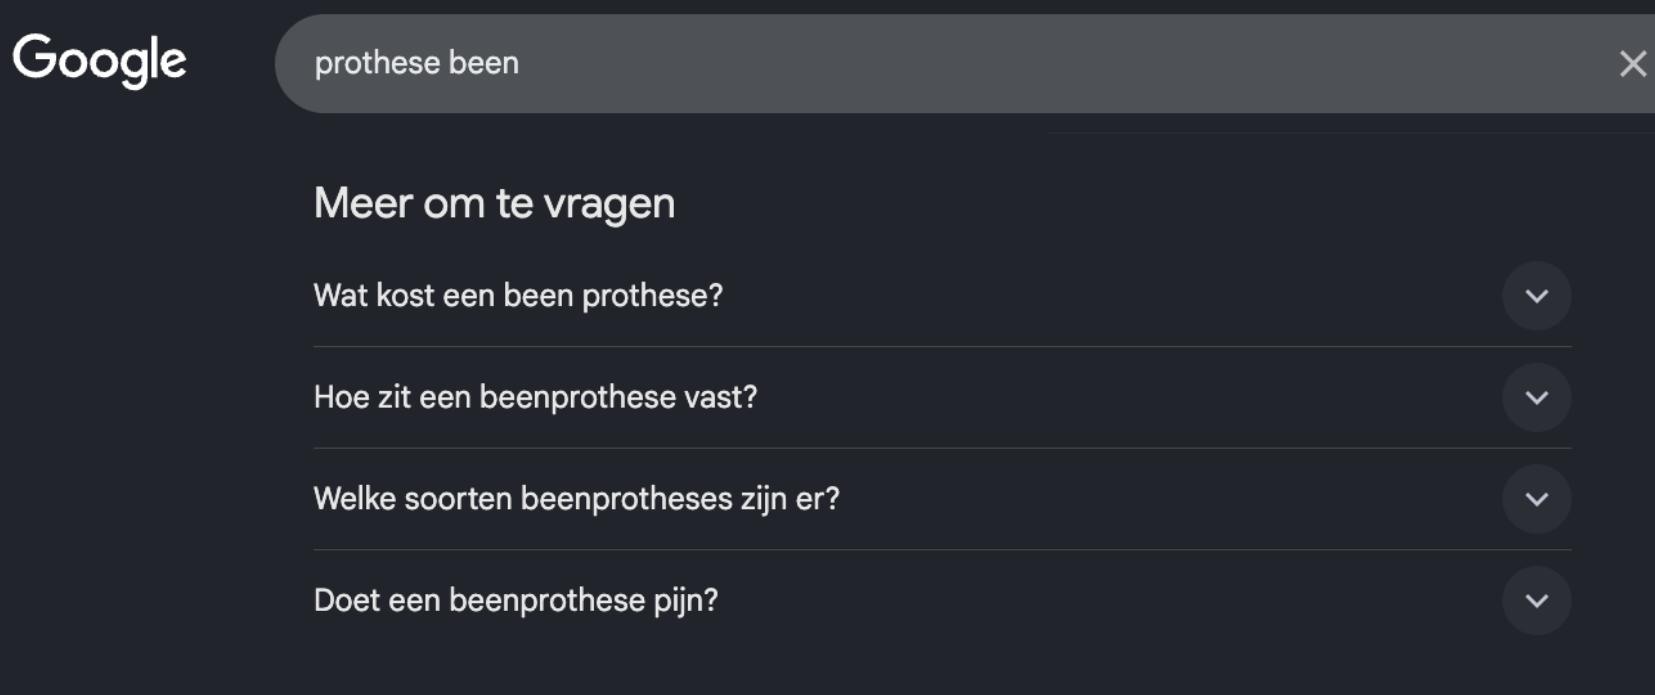 Google
prothese been
Meer om te vragen
Wat kost een been prothese?
Hoe zit een beenprothese vast?
Welke soorten beenprotheses zijn er?
Doet een beenprothese pijn?